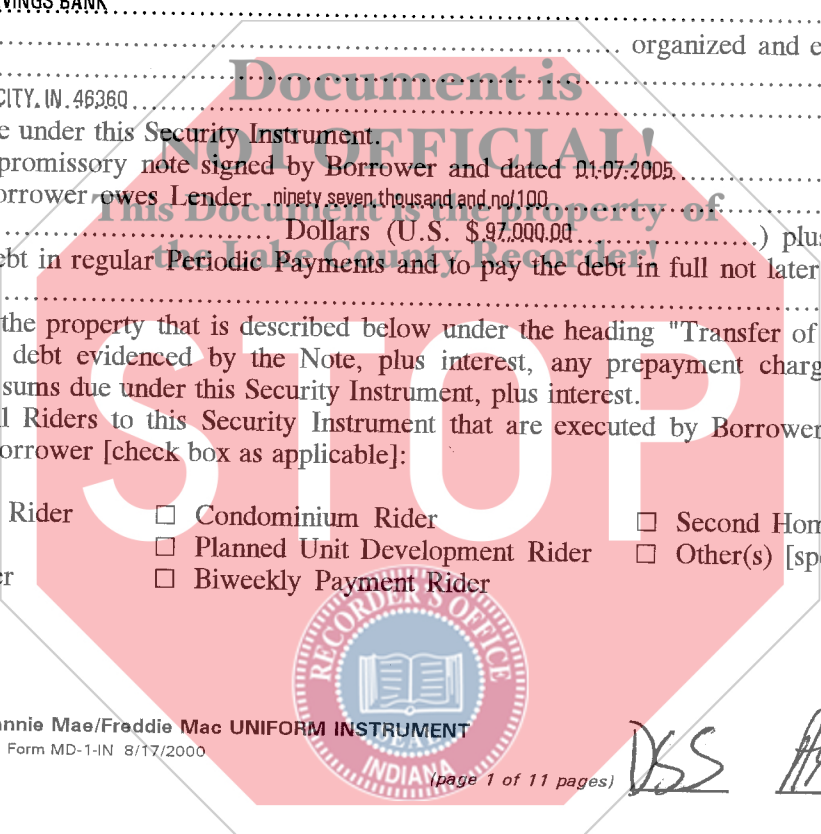 VINGS BANK
organized and e
CITY, IN. 46360
e under this Security Instrument.
promissory note signed by Borrower and dated 01-07-2005
orrower owes Lender ninety seven thousand and no/100
Dollars (U.S. $ 97,000.00 ) plus
ebt in regular Periodic Payments and to pay the debt in full not later
the property that is described below under the heading "Transfer of
debt evidenced by the Note, plus interest, any prepayment charg
sums due under this Security Instrument, plus interest.
l Riders to this Security Instrument that are executed by Borrower
orrower [check box as applicable]:
Rider □ Condominium Rider □ Second Hom
□ Planned Unit Development Rider □ Other(s) [spe
er □ Biweekly Payment Rider
annie Mae/Freddie Mac UNIFORM INSTRUMENT
Form MD-1-IN 8/17/2000
(page 1 of 11 pages) DSS
Document is
NOT OFFICIAL!
This Document is the property of
the Lake County Recorder!
STOP
RECORDER'S OFFICE
SEAL
INDIANA